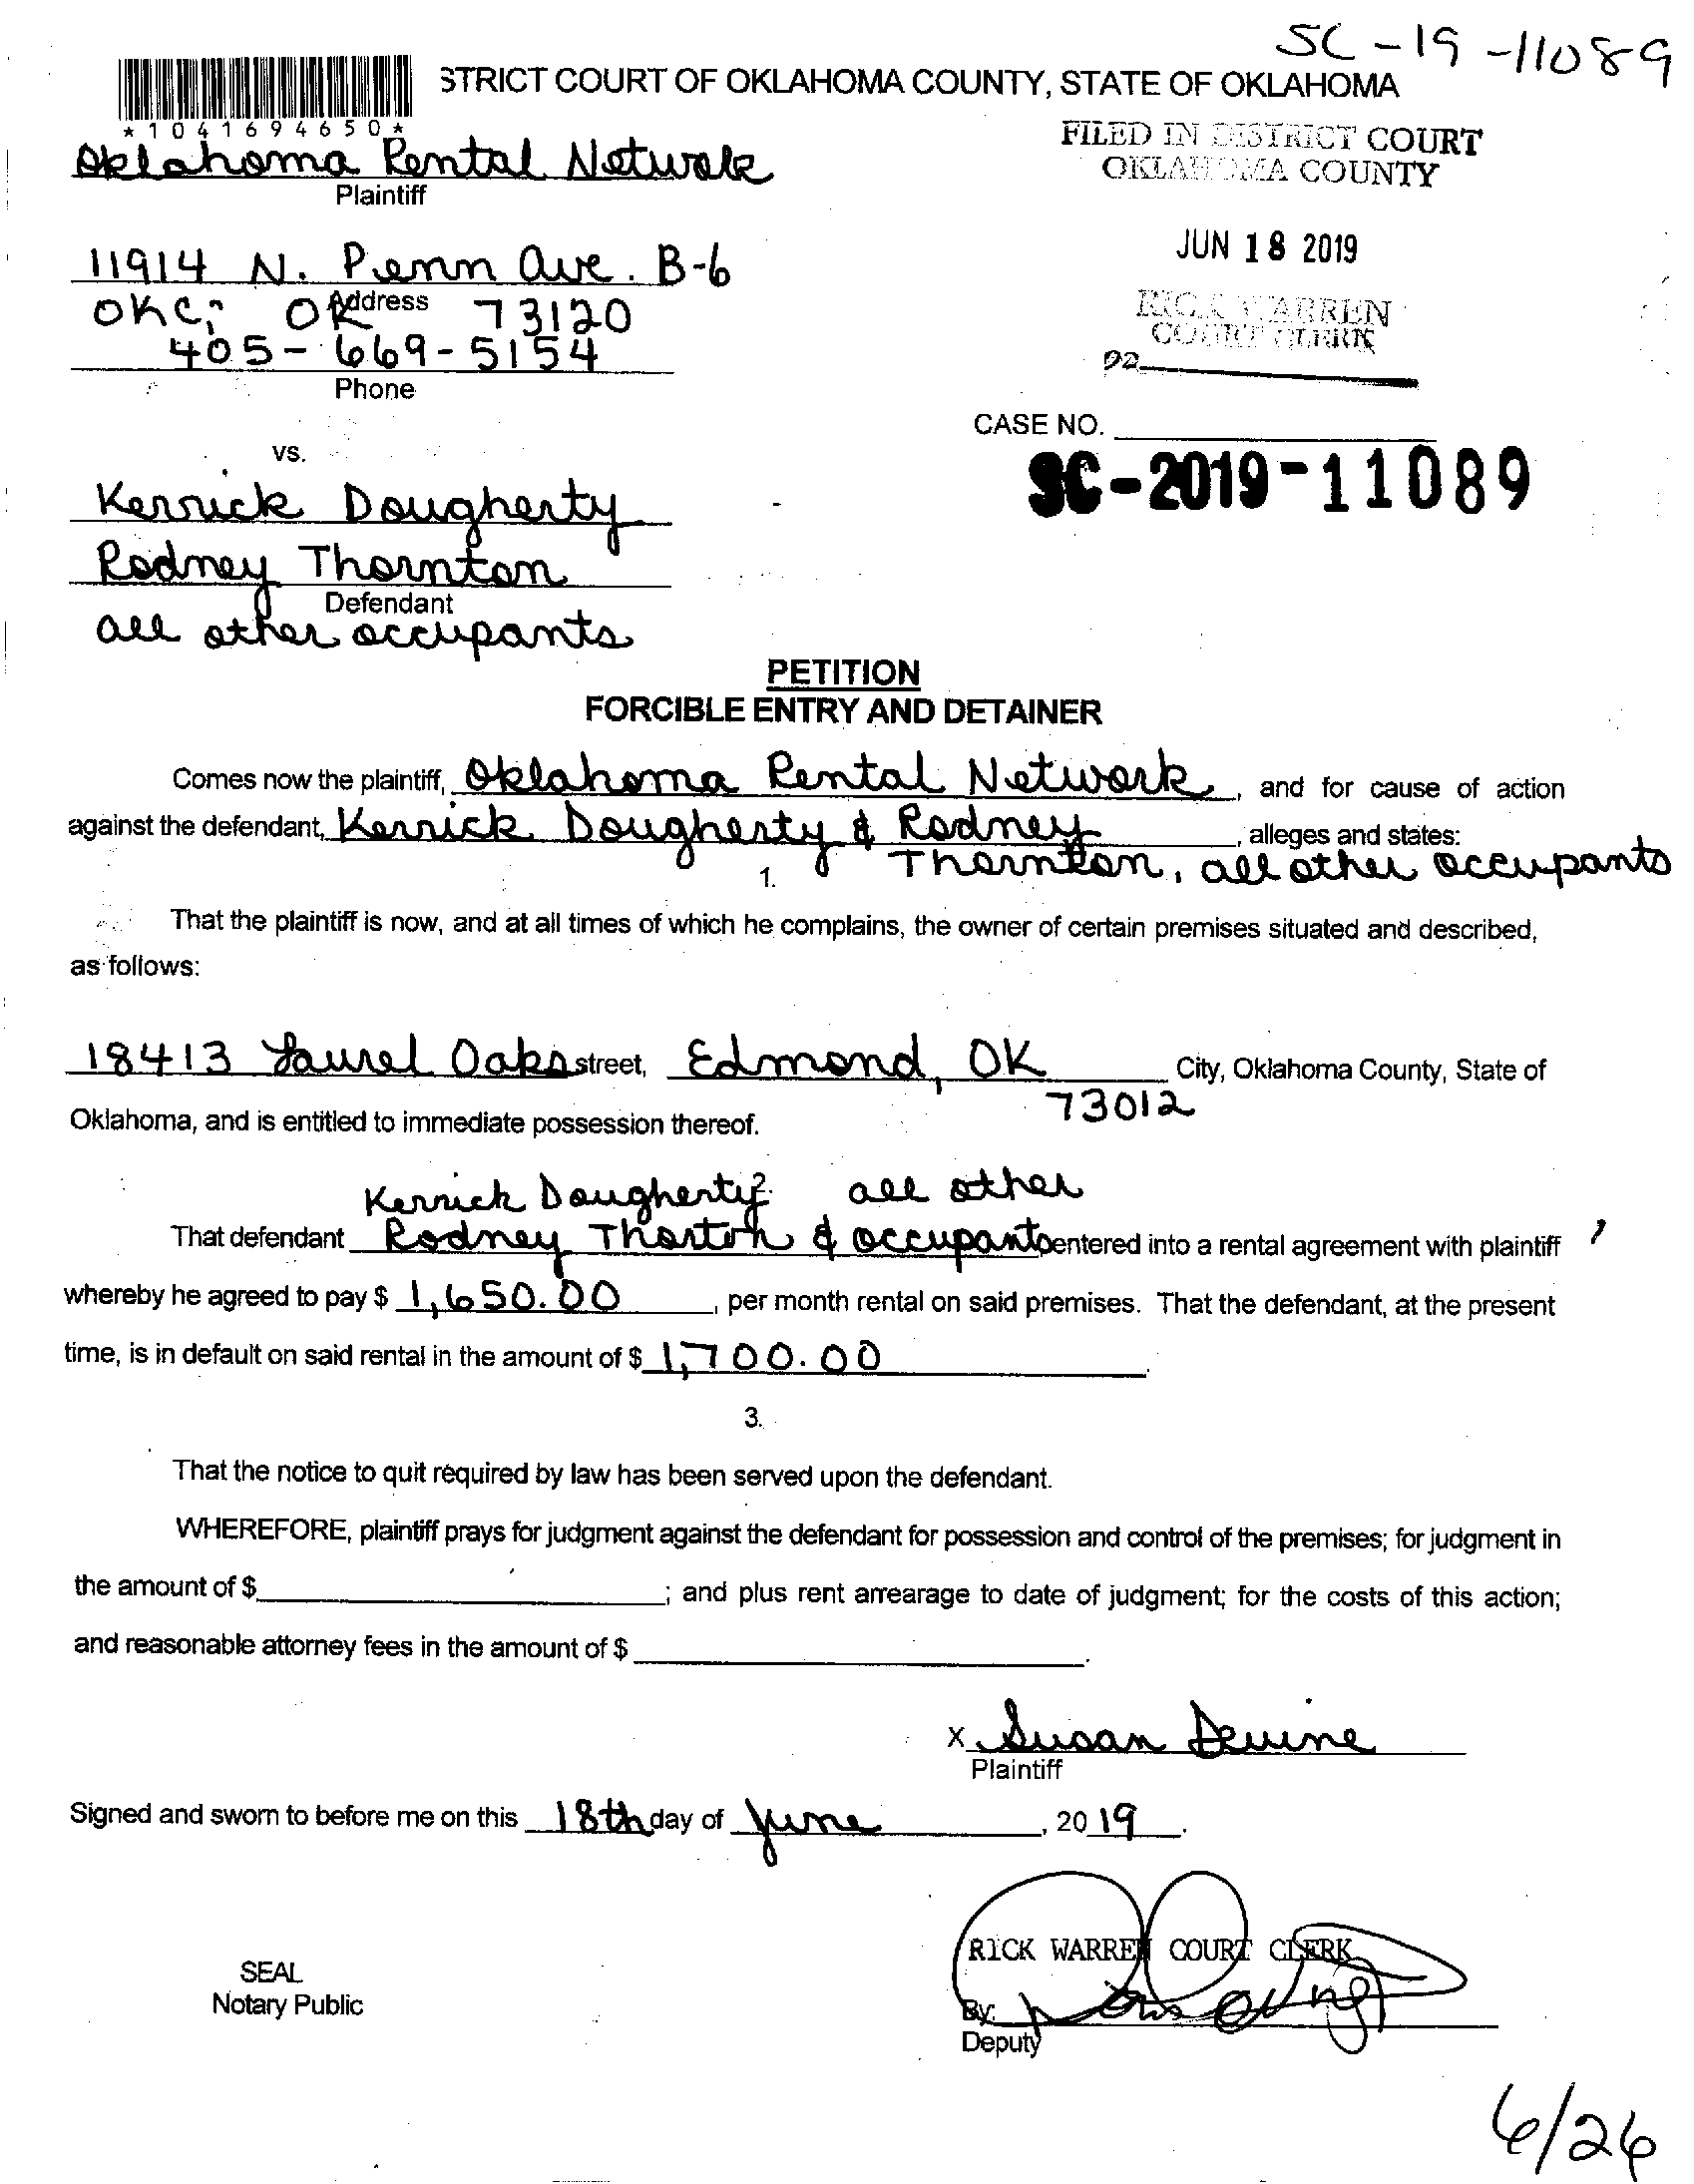 SC-19-11089
STRICT COURT OF OKLAHOMA COUNTY, STATE OF OKLAHOMA
*1041694650*
FILED IN DISTRICT COURT
OKLAHOMA COUNTY
Oklahoma Rental Network
Plaintiff
JUN 18 2019
11914 N. Penn Ave. B-6
Address
OKC, OK 73120
RICK WARREN
COURT CLERK
405-669-5154
92
Phone
CASE NO.
vs.
SC-2019-11089
Kerrick Dougherty
Rodney Thornton
Defendant
all other occupants
PETITION
FORCIBLE ENTRY AND DETAINER
Comes now the plaintiff, Oklahoma Rental Network, and for cause of action
against the defendant, Kerrick Dougherty & Rodney, alleges and states:
Thornton, all other occupants
1.
That the plaintiff is now, and at all times of which he complains, the owner of certain premises situated and described,
as follows:
18413 Laurel Oaks street, Edmond, OK City, Oklahoma County, State of
73012
Oklahoma, and is entitled to immediate possession thereof.
Kerrick Dougherty all other
That defendant Rodney Thorton & occupants entered into a rental agreement with plaintiff
whereby he agreed to pay $ 1,650.00, per month rental on said premises. That the defendant, at the present
time, is in default on said rental in the amount of $ 1,700.00.
3.
That the notice to quit required by law has been served upon the defendant.
WHEREFORE, plaintiff prays for judgment against the defendant for possession and control of the premises; for judgment in
the amount of $ ; and plus rent arrearage to date of judgment; for the costs of this action;
and reasonable attorney fees in the amount of $ .
X Susan Devine
Plaintiff
Signed and sworn to before me on this 18th day of June, 2019.
RICK WARREN COURT CLERK
SEAL
Notary Public
By:
Deputy
6/26